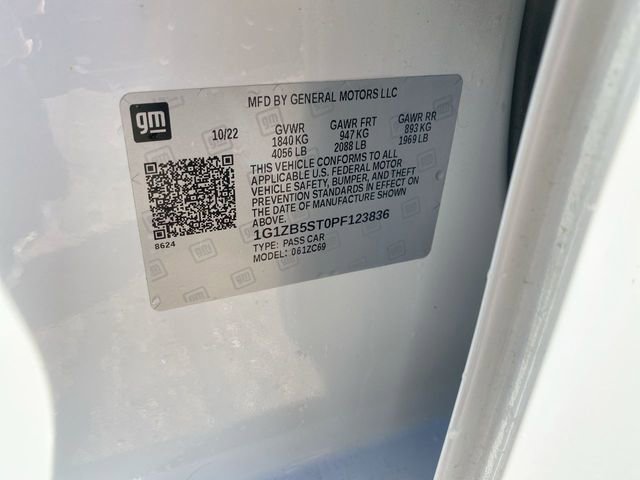 MFD BY GENERAL MOTORS LLC
gm
10/22 GVWR GAWR FRT GAWR RR
1840 KG 947 KG 893 KG
4056 LB 2088 LB 1969 LB
THIS VEHICLE CONFORMS TO ALL
APPLICABLE U.S. FEDERAL MOTOR
VEHICLE SAFETY, BUMPER, AND THEFT
PREVENTION STANDARDS IN EFFECT ON
THE DATE OF MANUFACTURE SHOWN
ABOVE.
8624
1G1ZB5ST0PF123836
TYPE: PASS CAR
MODEL: 061ZC69